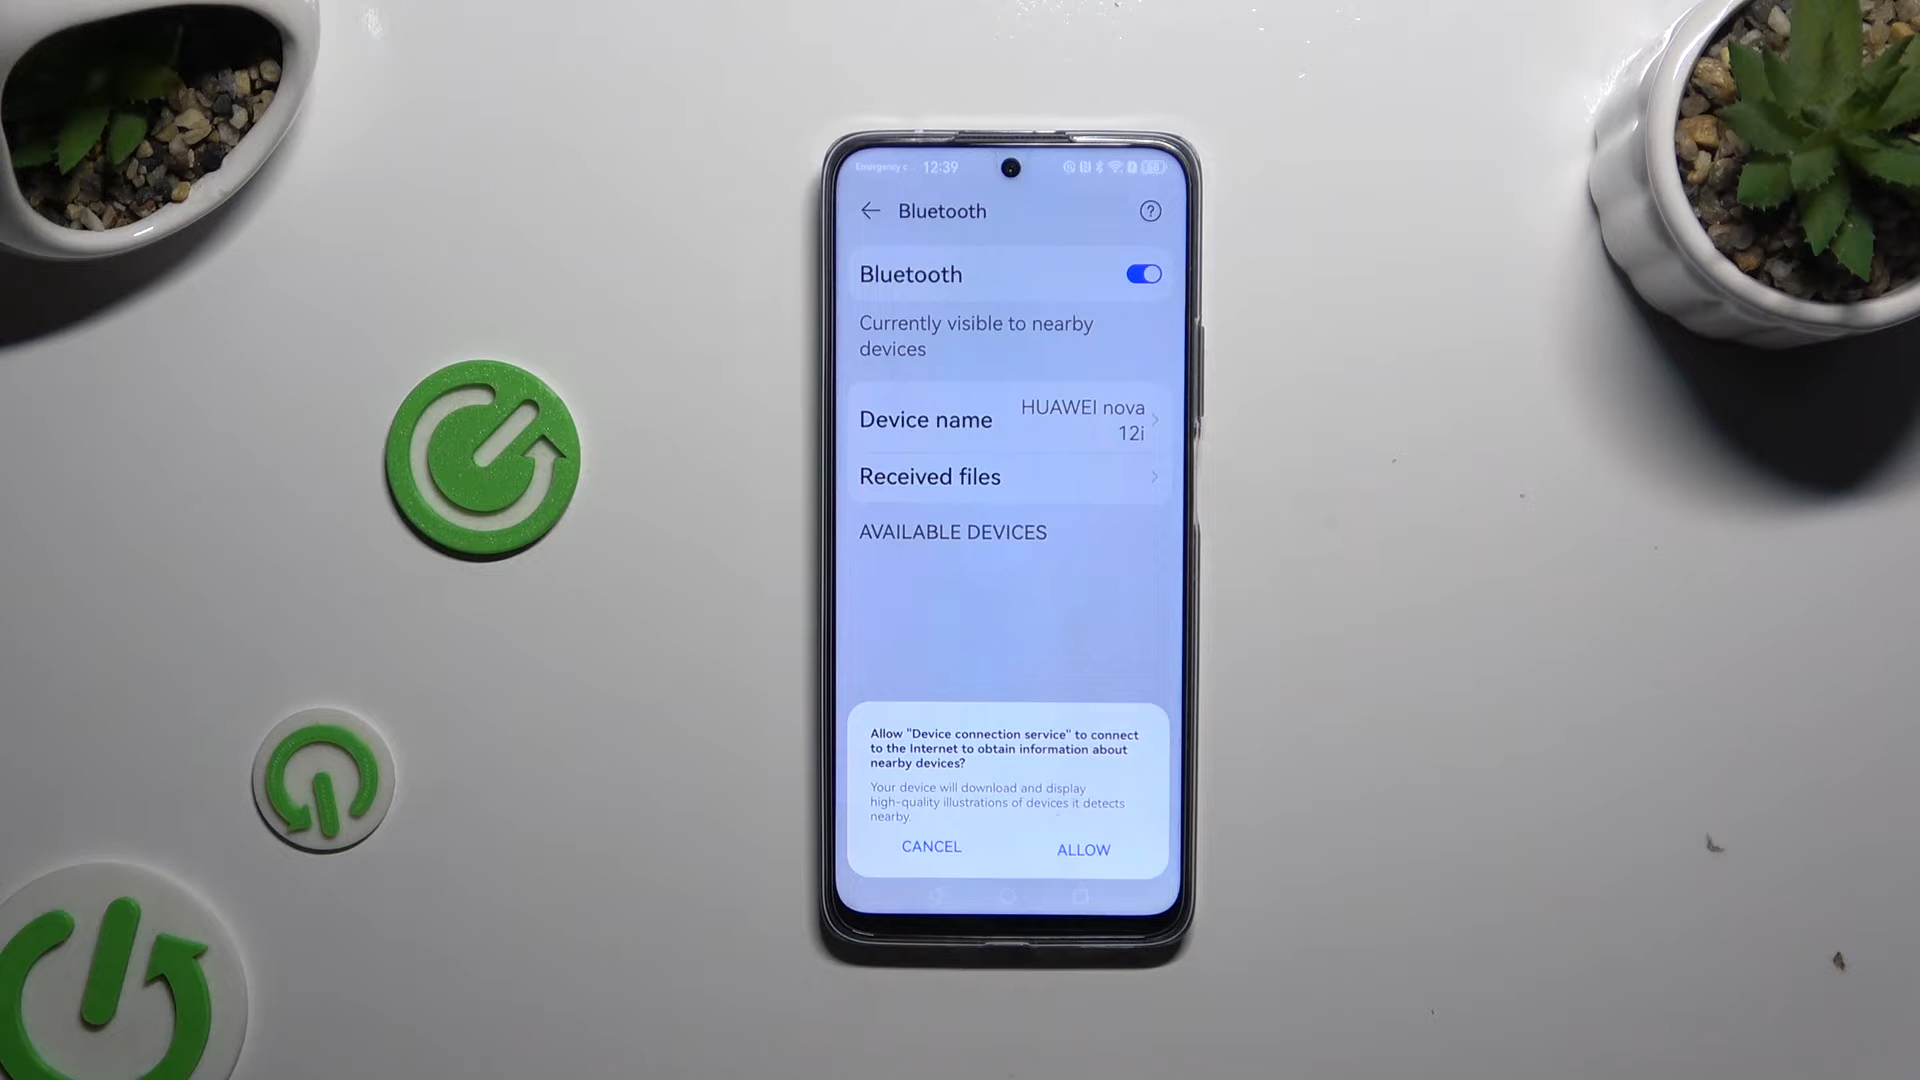 Emergency c 12:39
Bluetooth
Bluetooth
Currently visible to nearby
devices
Device name
HUAWEI nova
12i
Received files
AVAILABLE DEVICES
Allow "Device connection service" to connect
to the Internet to obtain information about
nearby devices?
Your device will download and display
high-quality illustrations of devices it detects
nearby.
CANCEL ALLOW